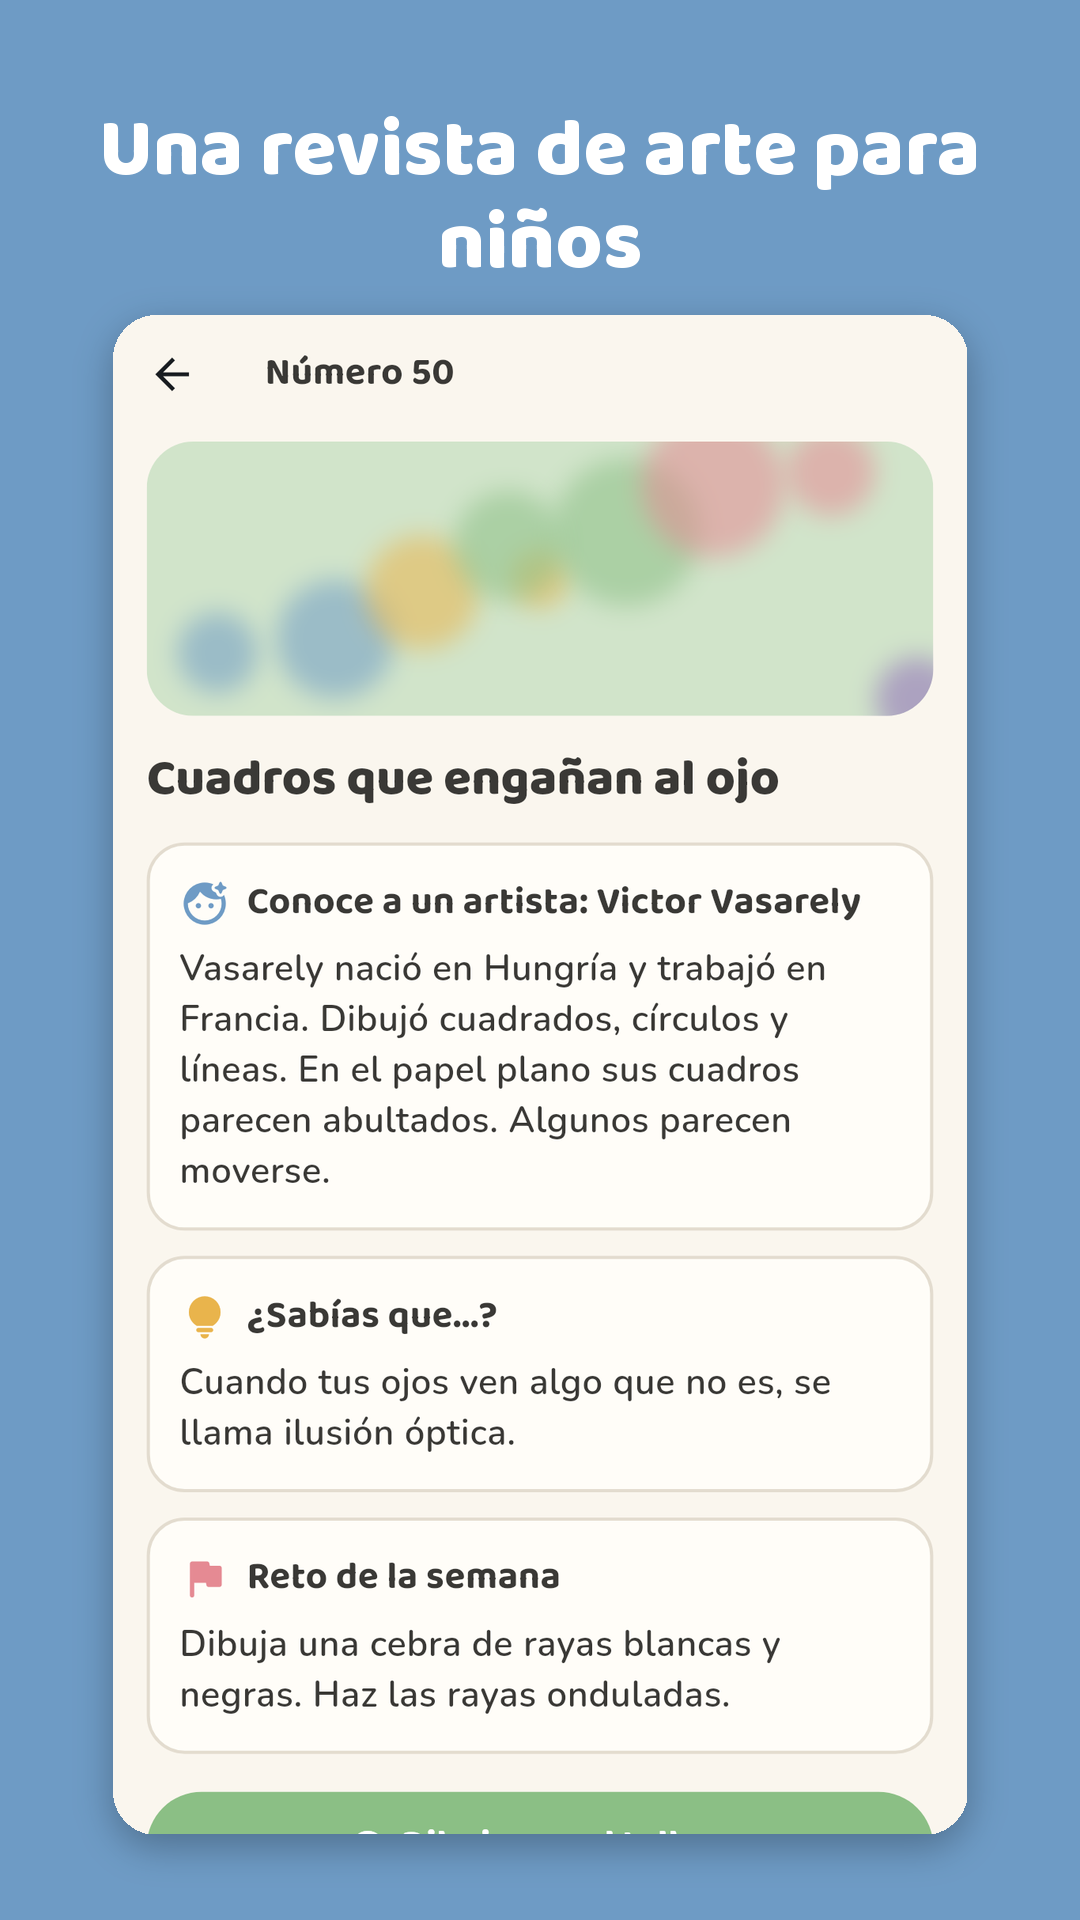 Una revista de arte para
niños
Número 50
Cuadros que engañan al ojo
Conoce a un artista: Victor Vasarely
Vasarely nació en Hungría y trabajó en
Francia. Dibujó cuadrados, círculos y
líneas. En el papel plano sus cuadros
parecen abultados. Algunos parecen
moverse.
¿Sabías que...?
Cuando tus ojos ven algo que no es, se
llama ilusión óptica.
Reto de la semana
Dibuja una cebra de rayas blancas y
negras. Haz las rayas onduladas.